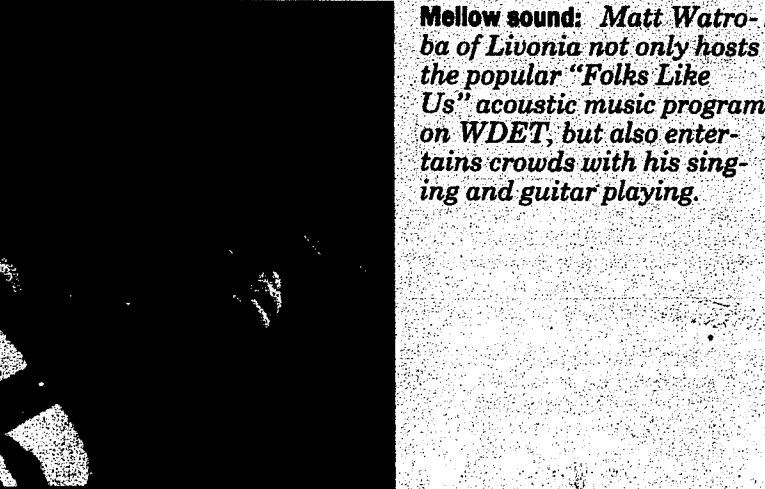 Mellow sound: Matt Watro-
ba of Livonia not only hosts
the popular "Folks Like
Us" acoustic music program
on WDET, but also enter-
tains crowds with his sing-
ing and guitar playing.